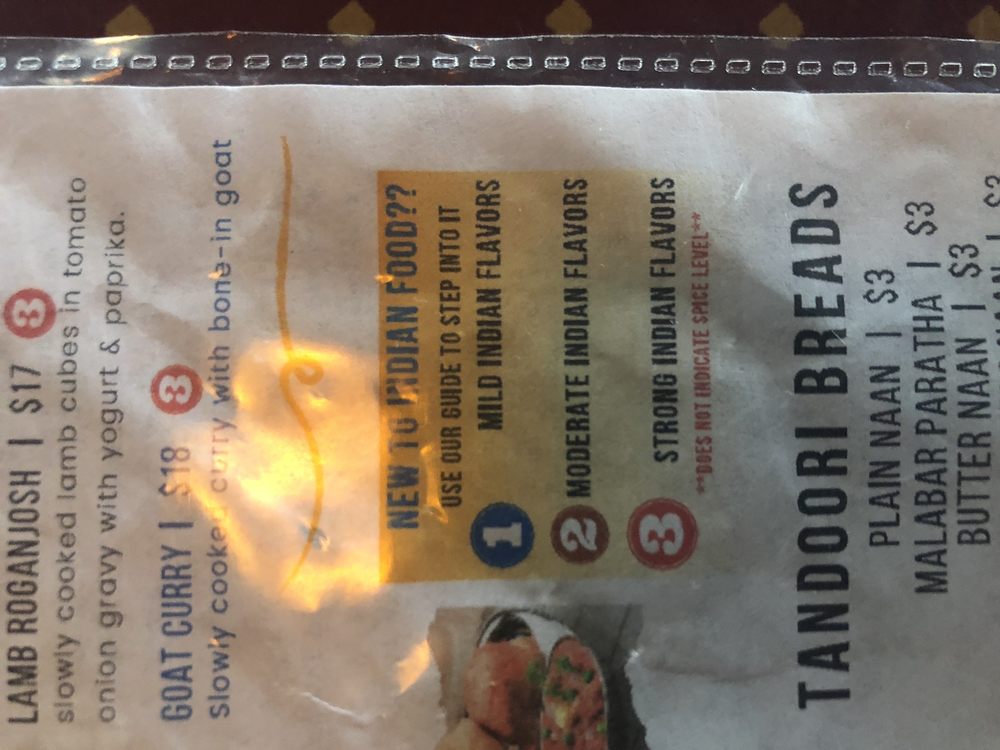 LAMB ROGANJOSH | $17 3
slowly cooked lamb cubes in tomato
onion gravy with yogurt & paprika.
GOAT CURRY | $18 3
Slowly cooked curry with bone-in goat
NEW TO INDIAN FOOD??
USE OUR GUIDE TO STEP INTO IT
1 MILD INDIAN FLAVORS
2 MODERATE INDIAN FLAVORS
3 STRONG INDIAN FLAVORS
**DOES NOT INDICATE SPICE LEVEL**
TANDOORI BREADS
PLAIN NAAN | $3
MALABAR PARATHA | $3
BUTTER NAAN | $3